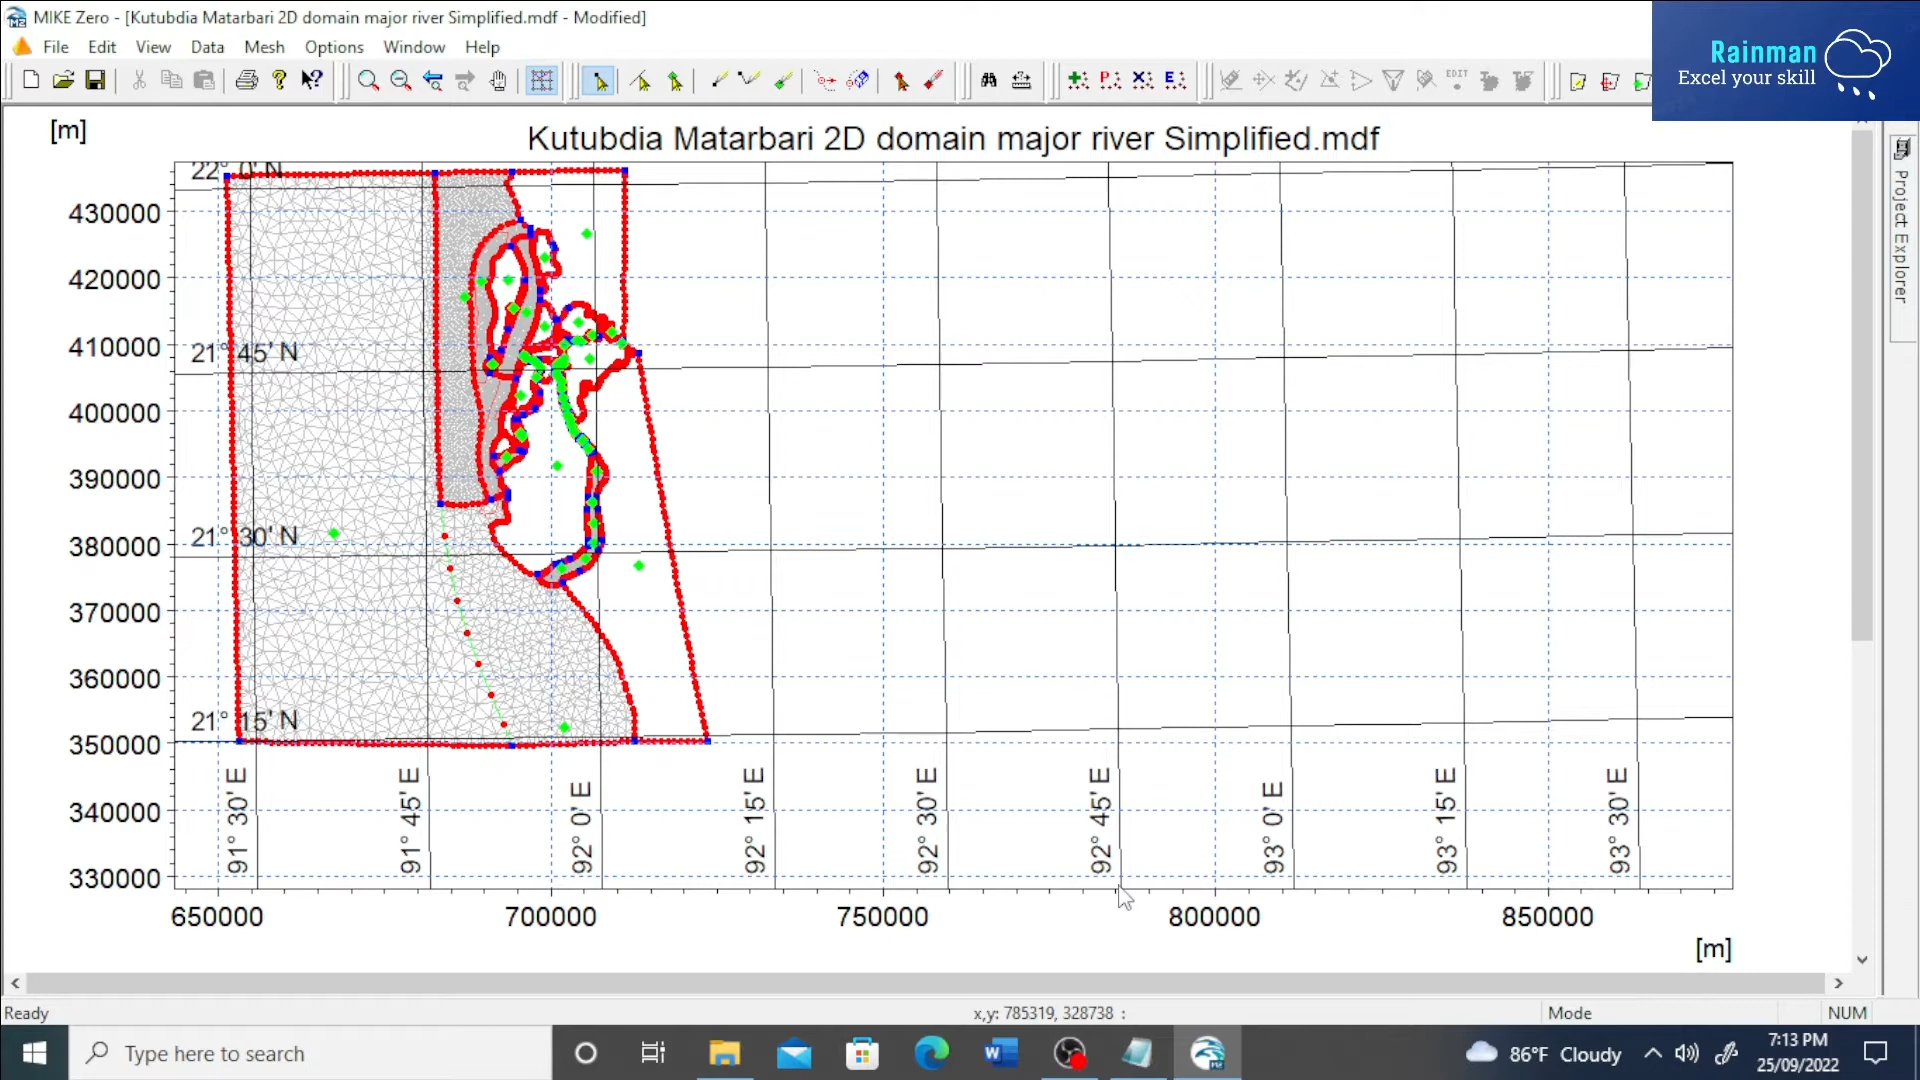 MIKE Zero - [Kutubdia Matarbari 2D domain major river Simplified.mdf - Modified]
File Edit View Data Mesh Options Window Help
Rainman
Excel your skill
EDIT
[m]
Kutubdia Matarbari 2D domain major river Simplified.mdf
22° 0' N
430000
420000
410000
21° 45' N
400000
390000
380000
21° 30' N
370000
360000
350000
21° 15' N
340000
330000
91° 30' E
91° 45' E
92° 0' E
92° 15' E
92° 30' E
92° 45' E
93° 0' E
93° 15' E
93° 30' E
650000 700000 750000 800000 850000
[m]
Project Explorer
Ready x,y: 785319, 328738 : Mode NUM
Type here to search
86°F Cloudy
7:13 PM
25/09/2022